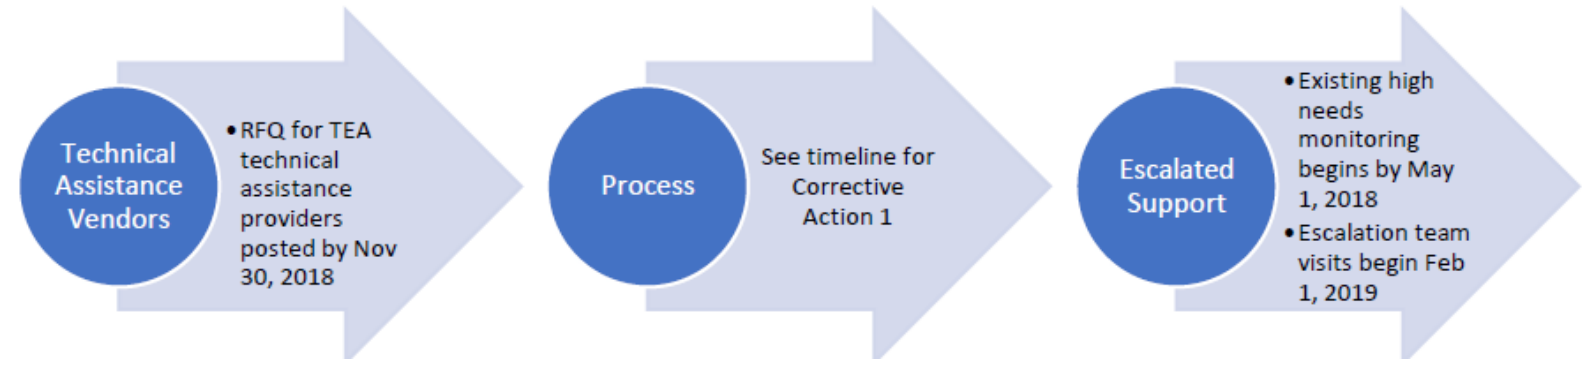 Technical
Assistance
Vendors
•RFQ for TEA
technical
assistance
providers
posted by Nov
30, 2018
Process
See timeline for
Corrective
Action 1
Escalated
Support
•Existing high
needs
monitoring
begins by May
1, 2018
•Escalation team
visits begin Feb
1, 2019